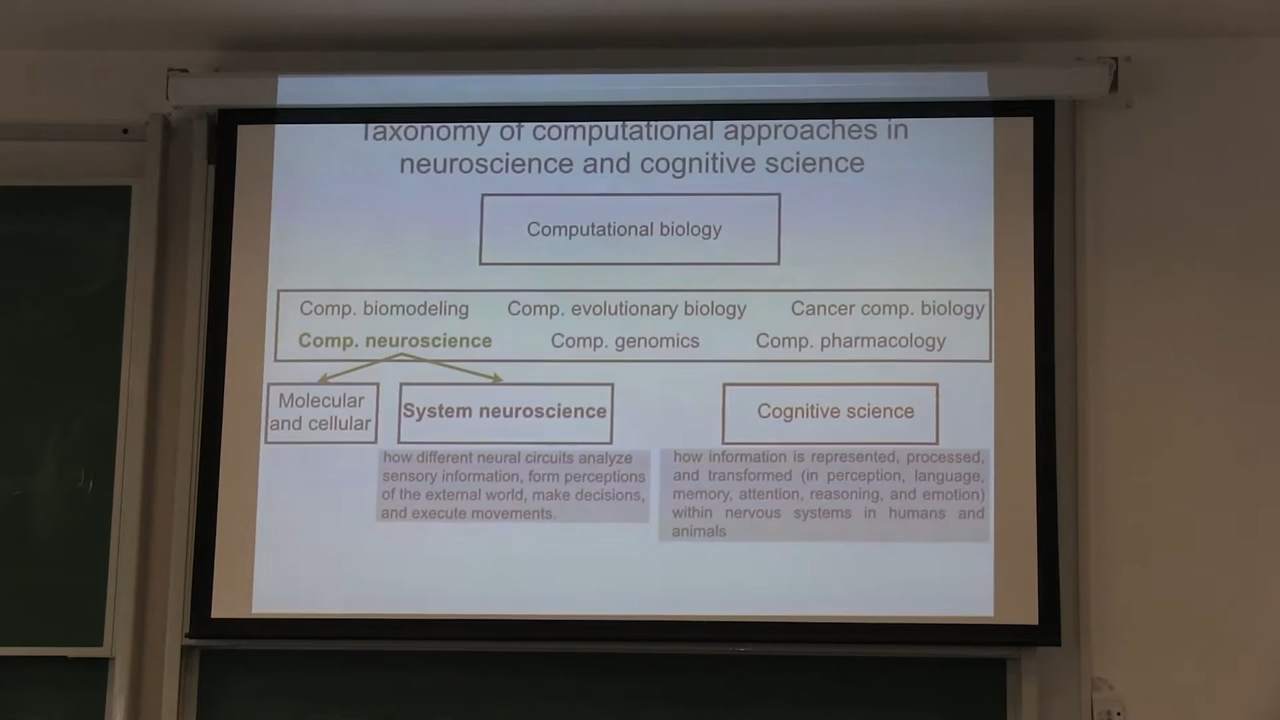 Taxonomy of computational approaches in
neuroscience and cognitive science
Computational biology
Comp. biomodeling Comp. evolutionary biology Cancer comp. biology
Comp. neuroscience Comp. genomics Comp. pharmacology
Molecular
and cellular
System neuroscience
Cognitive science
how different neural circuits analyze
sensory information, form perceptions
of the external world, make decisions,
and execute movements.
how information is represented, processed,
and transformed (in perception, language,
memory, attention, reasoning, and emotion)
within nervous systems in humans and
animals